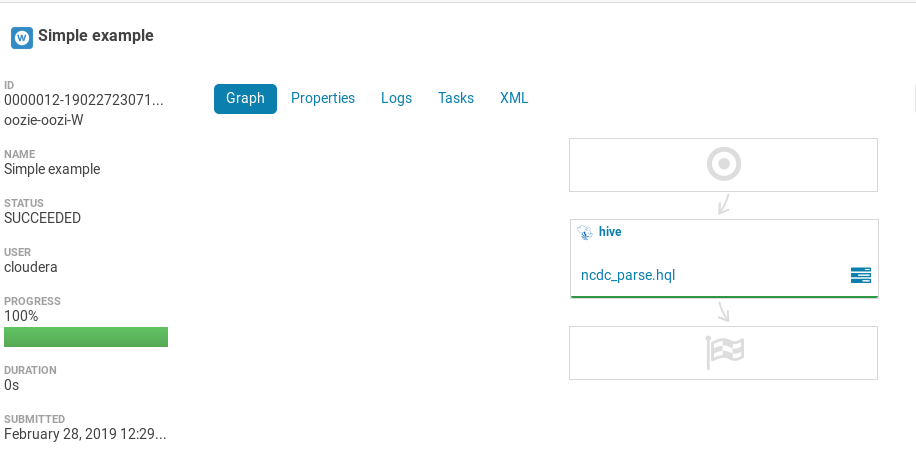 W Simple example
ID
0000012-19022723071...
oozie-oozi-W
NAME
Simple example
STATUS
SUCCEEDED
USER
cloudera
PROGRESS
100%
DURATION
0s
SUBMITTED
February 28, 2019 12:29...
Graph Properties Logs Tasks XML
hive
ncdc_parse.hql